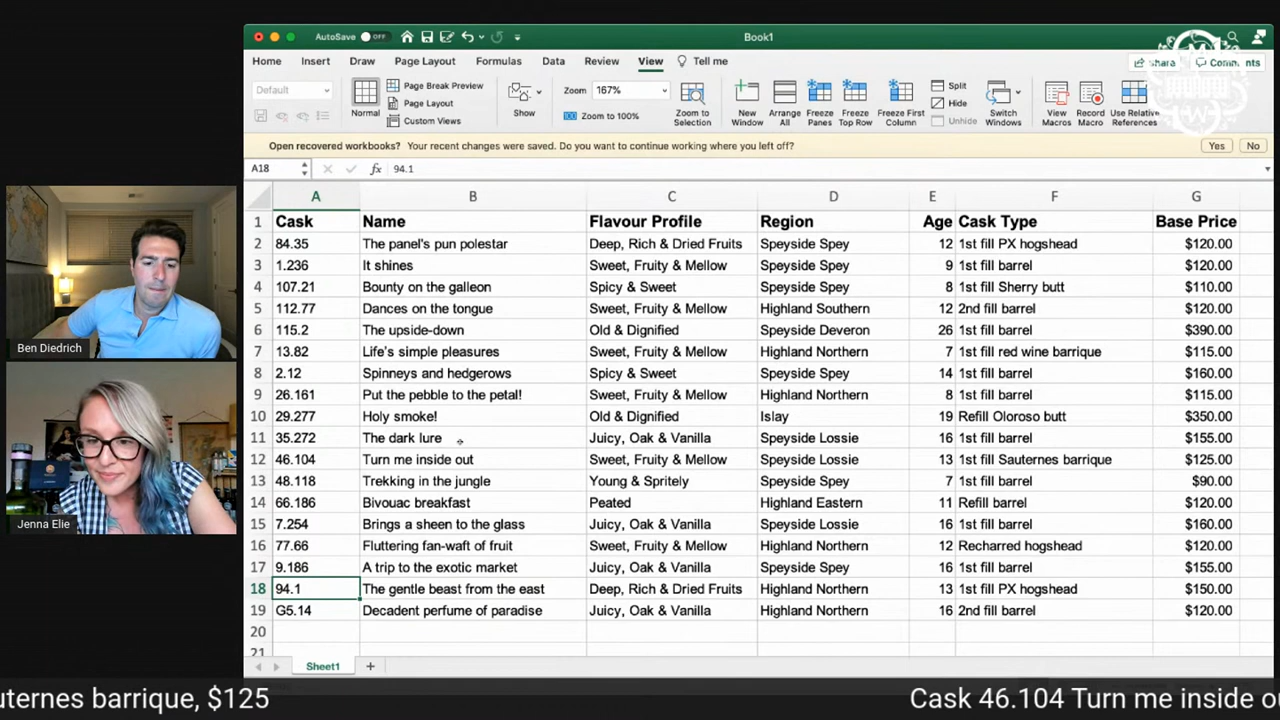 AutoSave OFF Book1
Home Insert Draw Page Layout Formulas Data Review View Tell me Share Comments
Default Normal Page Break Preview Page Layout Custom Views Show Zoom 167% Zoom to 100% Zoom to Selection New Window Arrange All Freeze Panes Freeze Top Row Freeze First Column Split Hide Unhide Switch Windows View Macros Record Macro Use Relative References
Open recovered workbooks? Your recent changes were saved. Do you want to continue working where you left off? Yes No
A18 fx 94.1
A B C D E F G
1 Cask Name Flavour Profile Region Age Cask Type Base Price
2 84.35 The panel's pun polestar Deep, Rich & Dried Fruits Speyside Spey 12 1st fill PX hogshead $120.00
3 1.236 It shines Sweet, Fruity & Mellow Speyside Spey 9 1st fill barrel $120.00
4 107.21 Bounty on the galleon Spicy & Sweet Speyside Spey 8 1st fill Sherry butt $110.00
5 112.77 Dances on the tongue Sweet, Fruity & Mellow Highland Southern 12 2nd fill barrel $120.00
6 115.2 The upside-down Old & Dignified Speyside Deveron 26 1st fill barrel $390.00
7 13.82 Life's simple pleasures Sweet, Fruity & Mellow Highland Northern 7 1st fill red wine barrique $115.00
8 2.12 Spinneys and hedgerows Spicy & Sweet Speyside Spey 14 1st fill barrel $160.00
9 26.161 Put the pebble to the petal! Sweet, Fruity & Mellow Highland Northern 8 1st fill barrel $115.00
10 29.277 Holy smoke! Old & Dignified Islay 19 Refill Oloroso butt $350.00
11 35.272 The dark lure Juicy, Oak & Vanilla Speyside Lossie 16 1st fill barrel $155.00
12 46.104 Turn me inside out Sweet, Fruity & Mellow Speyside Lossie 13 1st fill Sauternes barrique $125.00
13 48.118 Trekking in the jungle Young & Spritely Speyside Spey 7 1st fill barrel $90.00
14 66.186 Bivouac breakfast Peated Highland Eastern 11 Refill barrel $120.00
15 7.254 Brings a sheen to the glass Juicy, Oak & Vanilla Speyside Lossie 16 1st fill barrel $160.00
16 77.66 Fluttering fan-waft of fruit Sweet, Fruity & Mellow Highland Northern 12 Recharred hogshead $120.00
17 9.186 A trip to the exotic market Juicy, Oak & Vanilla Speyside Spey 16 1st fill barrel $155.00
18 94.1 The gentle beast from the east Deep, Rich & Dried Fruits Highland Northern 13 1st fill PX hogshead $150.00
19 G5.14 Decadent perfume of paradise Juicy, Oak & Vanilla Highland Northern 16 2nd fill barrel $120.00
20
21
Sheet1
Ben Diedrich
Jenna Elie
uternes barrique, $125 Cask 46.104 Turn me inside o